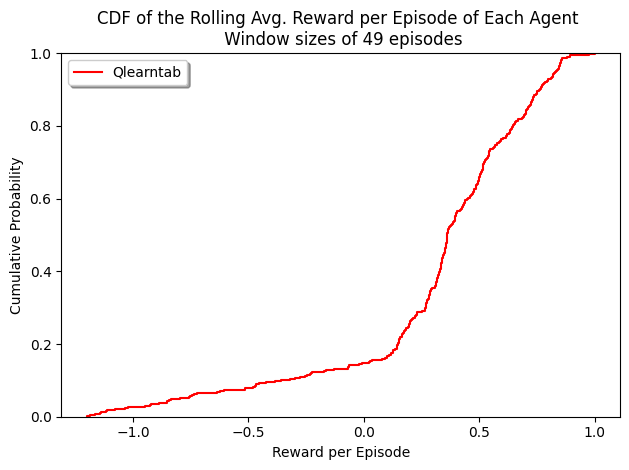 CDF of the Rolling Avg. Reward per Episode of Each Agent
Window sizes of 49 episodes
Qlearntab
1.0
0.8
0.6
0.4
0.2
0.0
Cumulative Probability
−1.0 −0.5 0.0 0.5 1.0
Reward per Episode